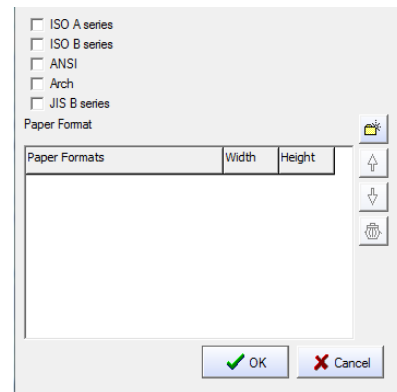 ISO A series
ISO B series
ANSI
Arch
JIS B series
Paper Format
Paper Formats Width Height
OK Cancel